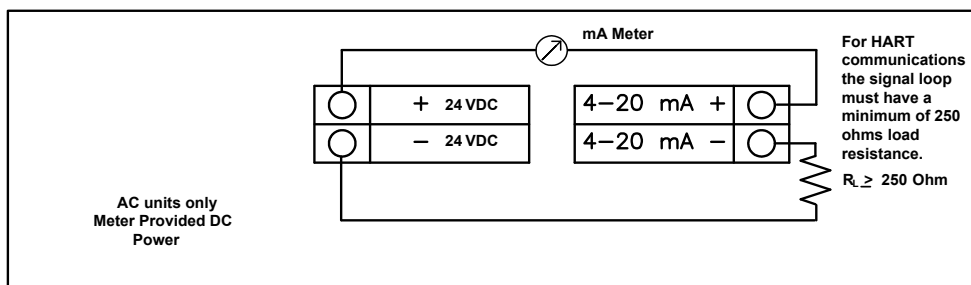 mA Meter
For HART
communications
the signal loop
must have a
minimum of 250
ohms load
resistance.
+ 24 VDC
4–20 mA +
− 24 VDC
4–20 mA −
RL ≥ 250 Ohm
AC units only
Meter Provided DC
Power